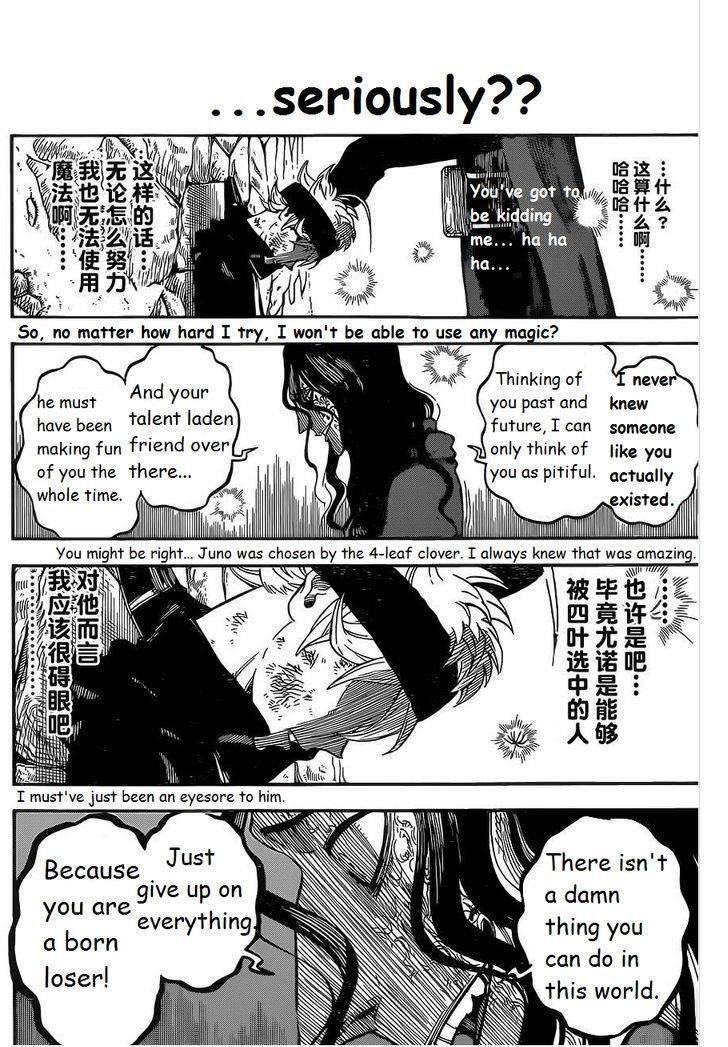 ...seriously??
…什么?
这算什么啊……
哈哈哈……
You've got to
be kidding
me... ha ha
ha...
…这样的话…
无论怎么努力
我也无法使用
魔法啊……
So, no matter how hard I try, I won't be able to use any magic?
I never
knew
someone
like you
actually
existed.
Thinking of
you past and
future, I can
only think of
you as pitiful.
And your
talent laden
friend over
there...
he must
have been
making fun
of you the
whole time.
You might be right... Juno was chosen by the 4-leaf clover. I always knew that was amazing.
……
也许是吧…
毕竟尤诺是能够
被四叶选中的人
对他而言
我应该很碍眼吧
………………
I must've just been an eyesore to him.
There isn't
a damn
thing you
can do in
this world.
Just
give up on
everything.
Because
you are
a born
loser!